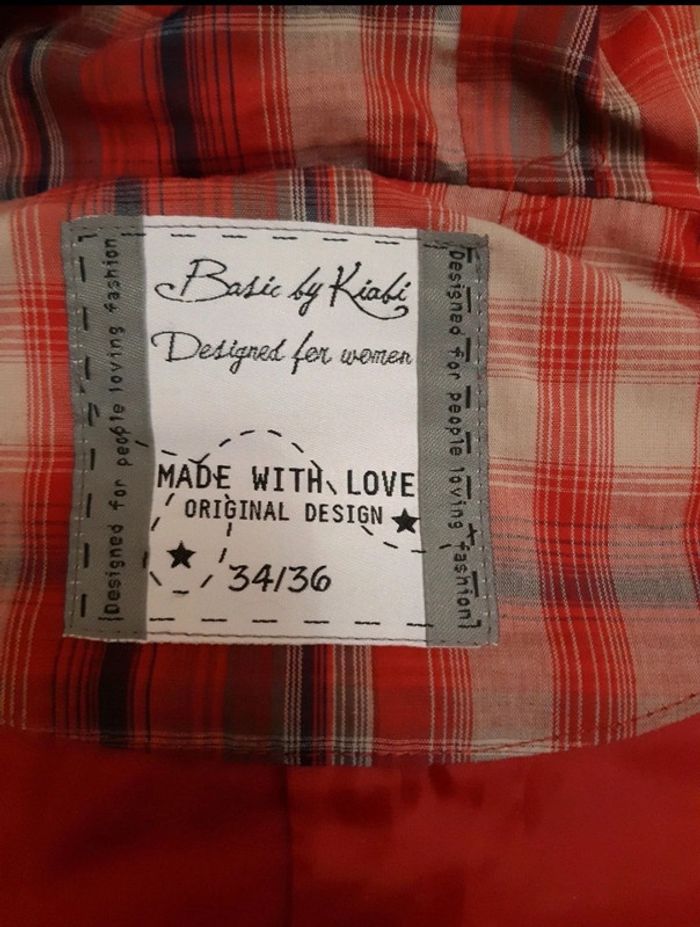 Basic by Kiabi
Designed for women
MADE WITH LOVE
ORIGINAL DESIGN
34/36
[Designed for people loving fashion
Designed for people loving fashion]